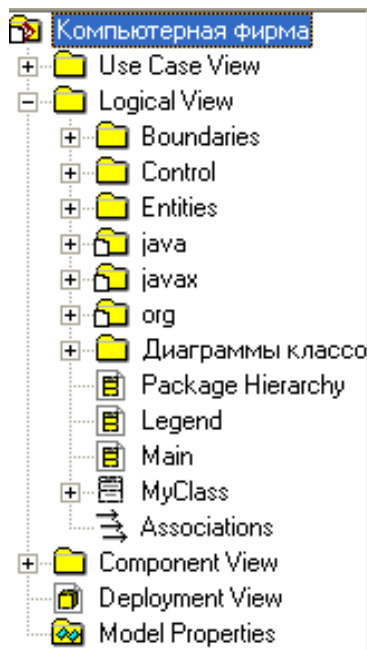 Компьютерная фирма
Use Case View
Logical View
Boundaries
Control
Entities
java
javax
org
Диаграммы классо
Package Hierarchy
Legend
Main
MyClass
Associations
Component View
Deployment View
Model Properties